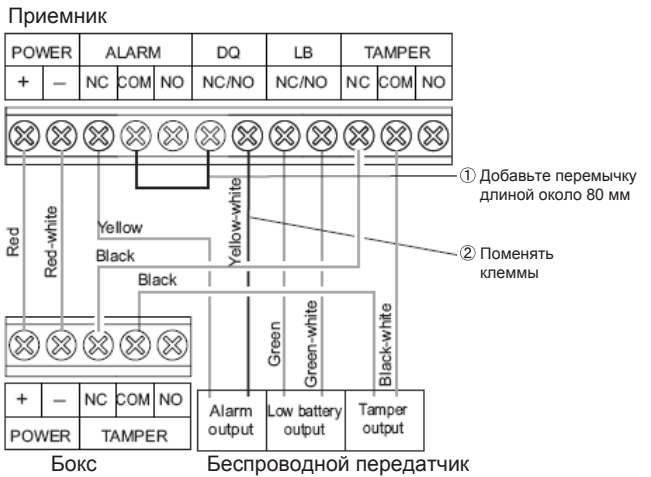 Приемник
POWER ALARM DQ LB TAMPER
+ – NC COM NO NC/NO NC/NO NC COM NO
① Добавьте перемычку
длиной около 80 мм
② Поменять
клеммы
Red
Red-white
Yellow
Black
Black
Yellow-white
Green
Green-white
Black-white
+ – NC COM NO
POWER TAMPER
Alarm
output
Low battery
output
Tamper
output
Бокс
Беспроводной передатчик